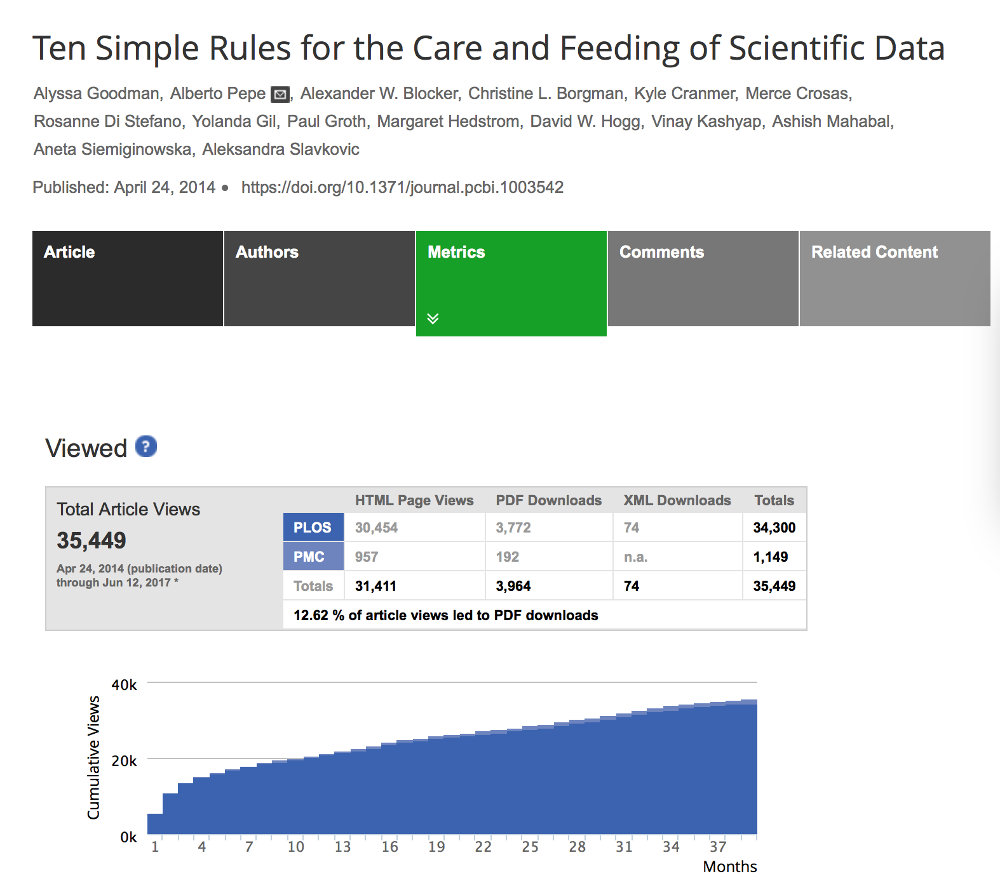 Ten Simple Rules for the Care and Feeding of Scientific Data
Alyssa Goodman, Alberto Pepe , Alexander W. Blocker, Christine L. Borgman, Kyle Cranmer, Merce Crosas,
Rosanne Di Stefano, Yolanda Gil, Paul Groth, Margaret Hedstrom, David W. Hogg, Vinay Kashyap, Ashish Mahabal,
Aneta Siemiginowska, Aleksandra Slavkovic
Published: April 24, 2014 • https://doi.org/10.1371/journal.pcbi.1003542
Article Authors Metrics Comments Related Content
Viewed ?
Total Article Views
35,449
Apr 24, 2014 (publication date)
through Jun 12, 2017 *
HTML Page Views PDF Downloads XML Downloads Totals
PLOS 30,454 3,772 74 34,300
PMC 957 192 n.a. 1,149
Totals 31,411 3,964 74 35,449
12.62 % of article views led to PDF downloads
Cumulative Views
40k
20k
0k
1 4 7 10 13 16 19 22 25 28 31 34 37
Months